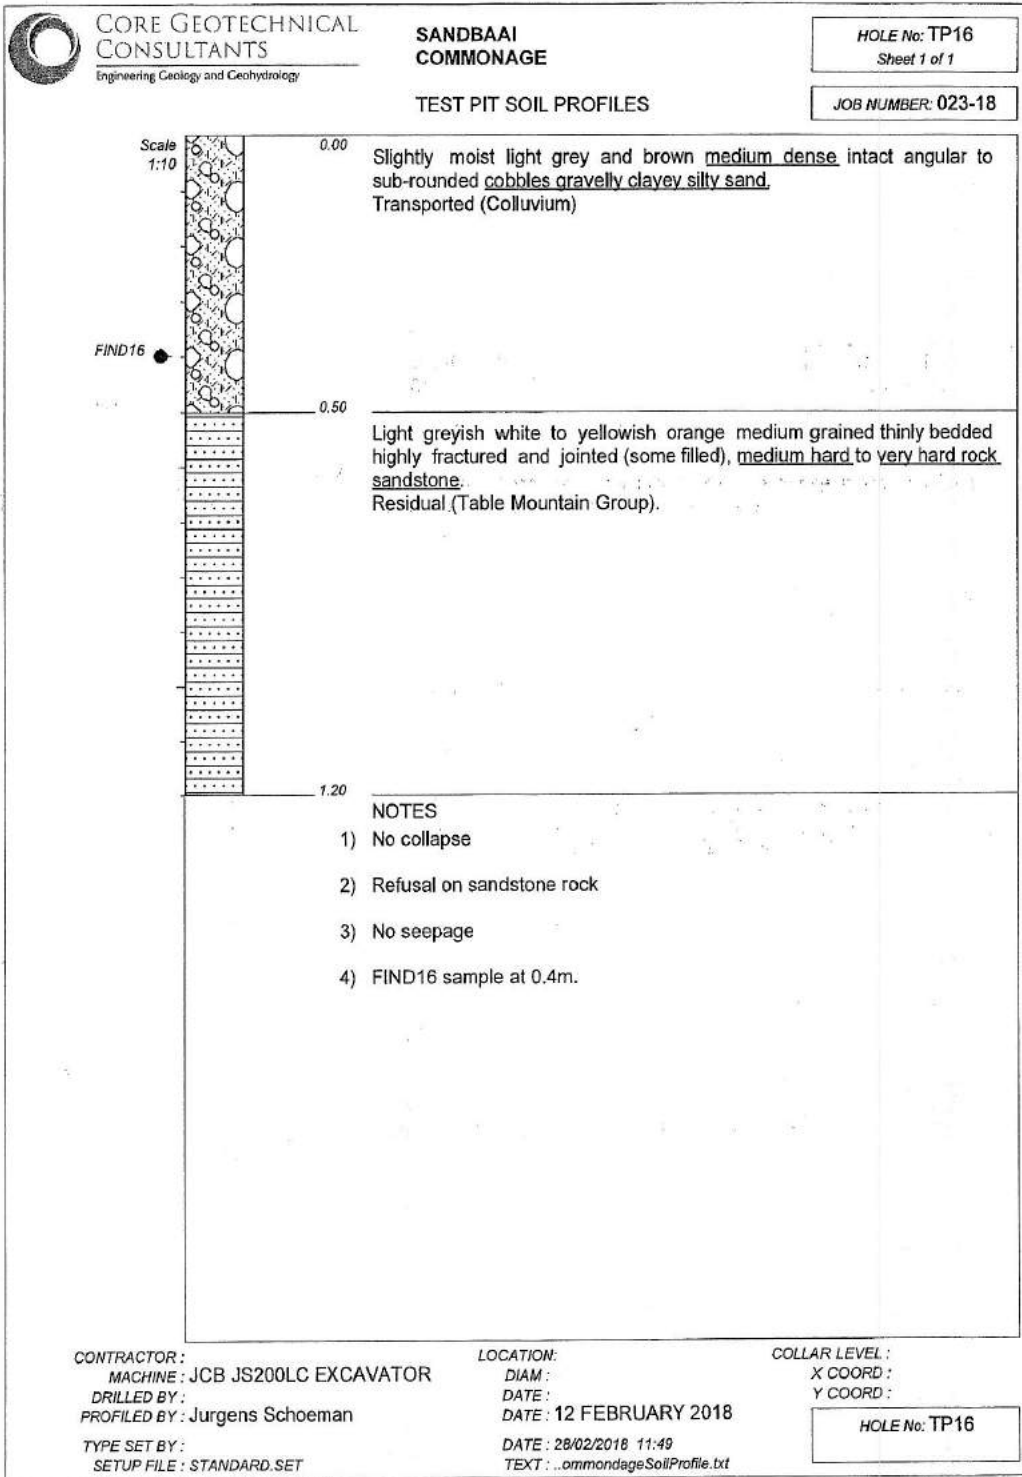 CORE GEOTECHNICAL
CONSULTANTS
Engineering Geology and Geohydrology
SANDBAAI
COMMONAGE
TEST PIT SOIL PROFILES
HOLE No: TP16
Sheet 1 of 1
JOB NUMBER: 023-18
Scale
1:10
0.00
Slightly moist light grey and brown medium dense intact angular to
sub-rounded cobbles gravelly clayey silty sand.
Transported (Colluvium)
FIND16
0.50
Light greyish white to yellowish orange medium grained thinly bedded
highly fractured and jointed (some filled), medium hard to very hard rock
sandstone.
Residual (Table Mountain Group).
1.20
NOTES
1) No collapse
2) Refusal on sandstone rock
3) No seepage
4) FIND16 sample at 0.4m.
CONTRACTOR :
MACHINE : JCB JS200LC EXCAVATOR
DRILLED BY :
PROFILED BY : Jurgens Schoeman
TYPE SET BY :
SETUP FILE : STANDARD.SET
LOCATION:
DIAM :
DATE :
DATE : 12 FEBRUARY 2018
DATE : 28/02/2018 11:49
TEXT : ..ommondageSoilProfile.txt
COLLAR LEVEL :
X COORD :
Y COORD :
HOLE No: TP16